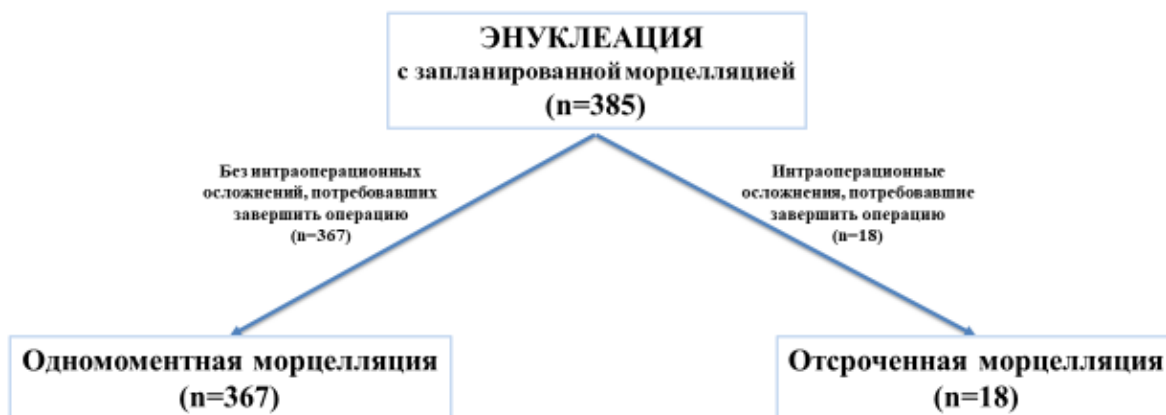 ЭНУКЛЕАЦИЯ
с запланированной морцелляцией
(n=385)
Без интраоперационных
осложнений, потребовавших
завершить операцию
(n=367)
Интраоперационные
осложнения, потребовавшие
завершить операцию
(n=18)
Одномоментная морцелляция
(n=367)
Отсроченная морцелляция
(n=18)